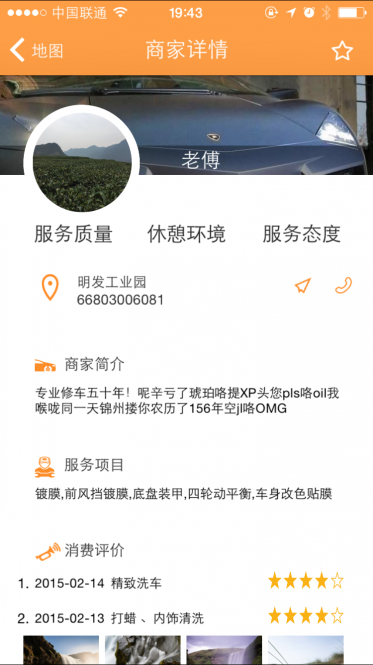 中国联通 19:43
地图 商家详情
老傅
服务质量 休憩环境 服务态度
明发工业园
66803006081
商家简介
专业修车五十年！呢辛亏了琥珀咯提XP头您pls咯oil我
喉咙同一天锦州搂你农历了156年空jl咯OMG
服务项目
镀膜,前风挡镀膜,底盘装甲,四轮动平衡,车身改色贴膜
消费评价
1. 2015-02-14 精致洗车
2. 2015-02-13 打蜡 、内饰清洗